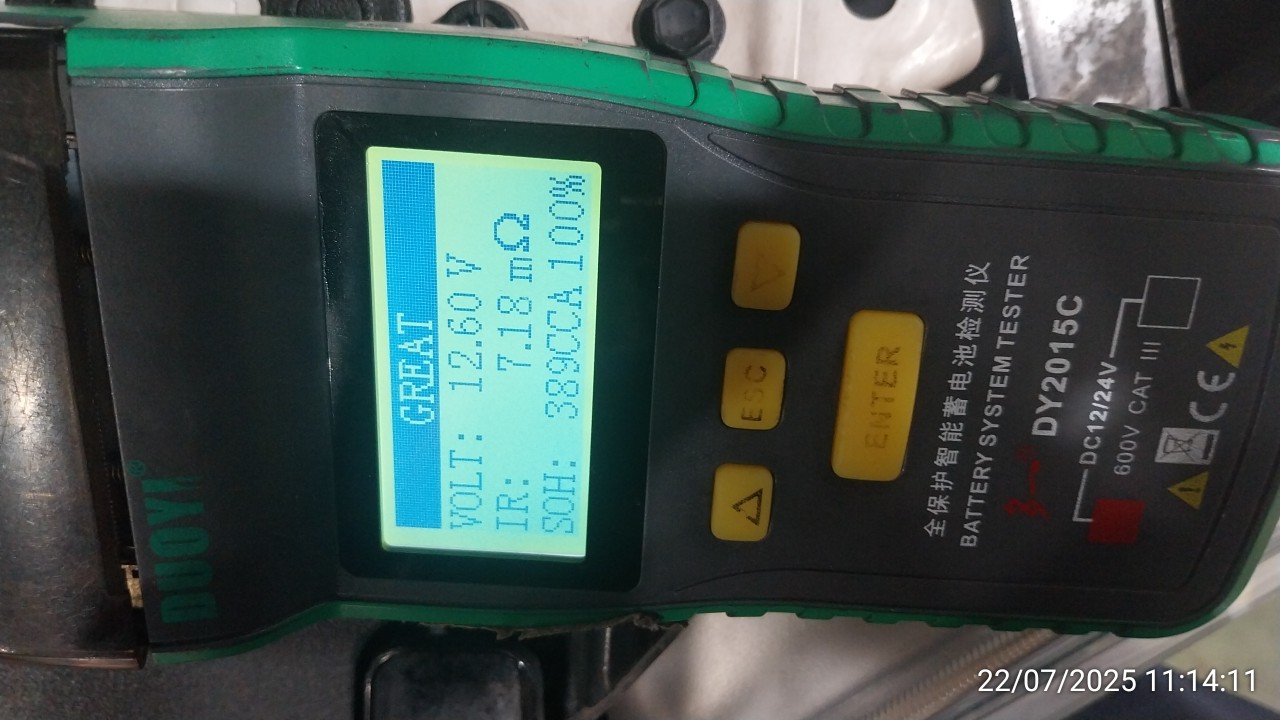 DUOYI®
GREAT
VOLT: 12.60 V
IR: 7.18 mΩ
SOH: 389CCA 100%
ESC
ENTER
全保护智能蓄电池检测仪
BATTERY SYSTEM TESTER
DY2015C
DC12/24V
600V CAT III
CE
22/07/2025 11:14:11